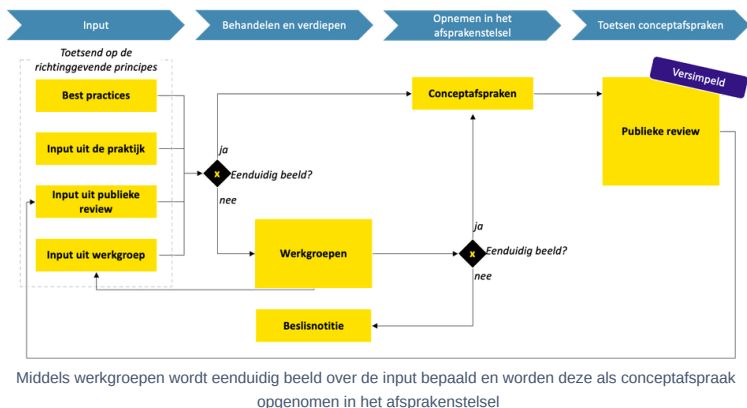 Input
Behandelen en verdiepen
Opnemen in het
afsprakenstelsel
Toetsen conceptafspraken
Toetsend op de
richtinggevende principes
Versimpeld
Best practices
Conceptafspraken
Publieke review
Input uit de praktijk
ja
x
Eenduidig beeld?
nee
Input uit publieke
review
Input uit werkgroep
Werkgroepen
ja
x
Eenduidig beeld?
nee
Beslisnotitie
Middels werkgroepen wordt eenduidig beeld over de input bepaald en worden deze als conceptafspraak
opgenomen in het afsprakenstelsel